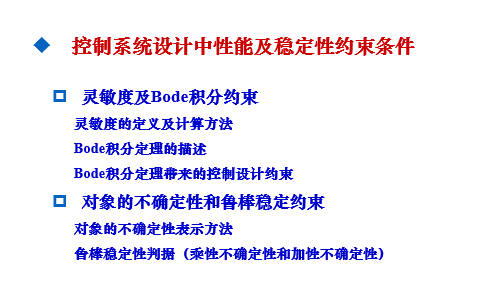 控制系统设计中性能及稳定性约束条件
灵敏度及Bode积分约束
灵敏度的定义及计算方法
Bode积分定理的描述
Bode积分定理带来的控制设计约束
对象的不确定性和鲁棒稳定约束
对象的不确定性表示方法
鲁棒稳定性判据（乘性不确定性和加性不确定性）